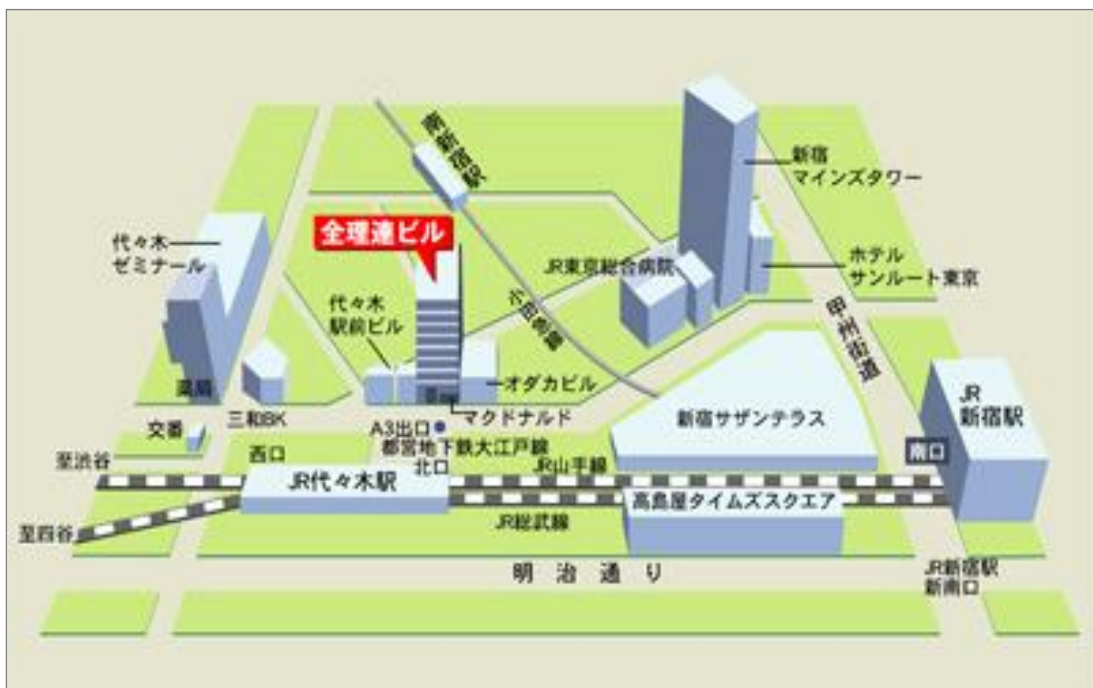 南新宿駅
新宿
マインズタワー
全理連ビル
代々木
ゼミナール
JR東京総合病院
ホテル
サンルート東京
代々木
駅前ビル
小田急線
甲州街道
オダカビル
薬局
JR
新宿駅
三和BK
マクドナルド
新宿サザンテラス
交番
A3出口
都営地下鉄大江戸線
西口
北口
南口
至渋谷
JR山手線
JR代々木駅
高島屋タイムズスクエア
至四谷
JR総武線
明治通り
JR新宿駅
新南口